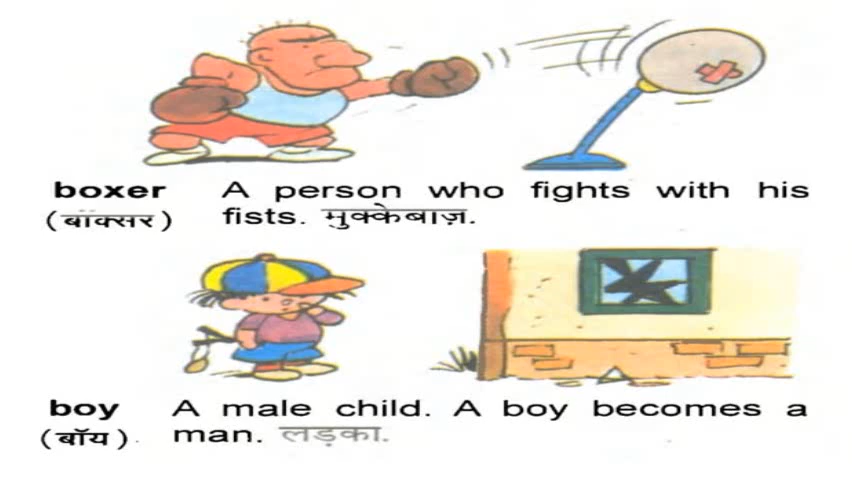 boxer A person who fights with his
(बॉक्सर) fists. मुक्केबाज़.
boy A male child. A boy becomes a
(बॉय). man. लड़का.